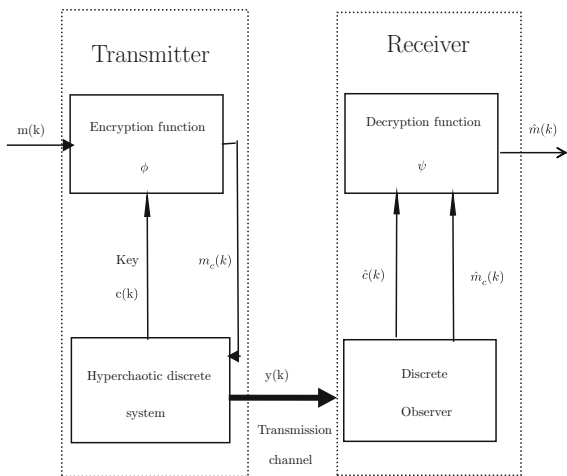 Transmitter
Receiver
m(k)
Encryption function
ϕ
Decryption function
ψ
m̂(k)
Key
c(k)
m_c(k)
ĉ(k)
m̂_c(k)
Hyperchaotic discrete
system
y(k)
Transmission
channel
Discrete
Observer